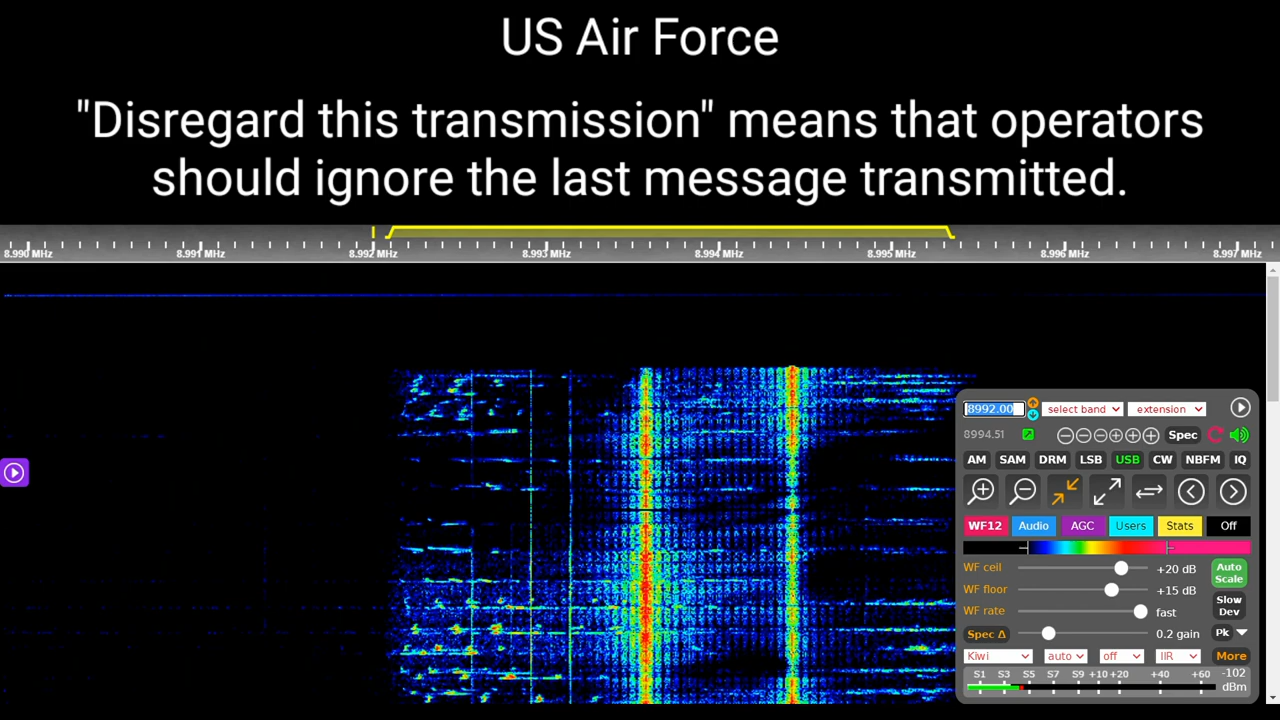 US Air Force
"Disregard this transmission" means that operators
should ignore the last message transmitted.
8.990 MHz 8.991 MHz 8.992 MHz 8.993 MHz 8.994 MHz 8.995 MHz 8.996 MHz 8.997 MHz
8992.00 select band extension
8994.51 Spec
AM SAM DRM LSB USB CW NBFM IQ
WF12 Audio AGC Users Stats Off
WF ceil +20 dB Auto Scale
WF floor +15 dB
WF rate fast Slow Dev
Spec Δ 0.2 gain Pk
Kiwi auto off IIR More
S1 S3 S5 S7 S9 +10 +20 +40 +60 -102 dBm